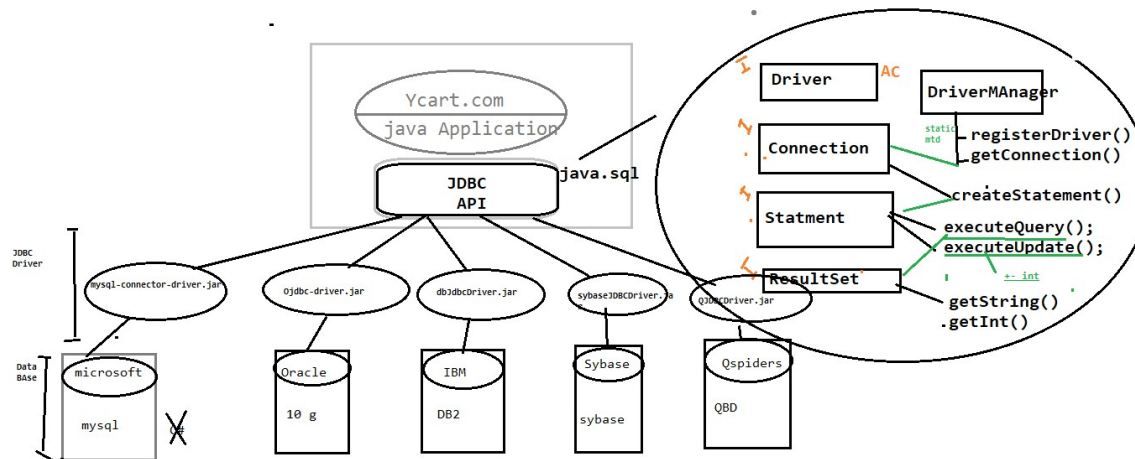 Ycart.com
java Application
JDBC
API
java.sql
I
Driver
AC
DriverMAnager
static
mtd
registerDriver()
getConnection()
I
Connection
createStatement()
I
Statment
executeQuery();
executeUpdate();
+- int
I
ResultSet
getString()
.getInt()
JDBC
Driver
mysql-connector-driver.jar
Ojdbc-driver.jar
dbJdbcDriver.jar
sybaseJDBCDriver.ja
QJDBCDriver.jar
Data
BAse
microsoft
mysql
Oracle
10 g
IBM
DB2
Sybase
sybase
Qspiders
QBD